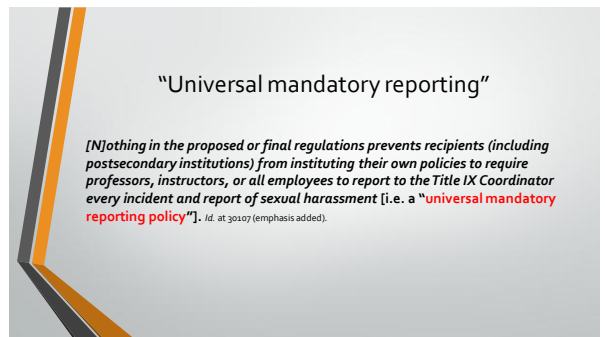 “Universal mandatory reporting”
[N]othing in the proposed or final regulations prevents recipients (including
postsecondary institutions) from instituting their own policies to require
professors, instructors, or all employees to report to the Title IX Coordinator
every incident and report of sexual harassment [i.e. a “universal mandatory
reporting policy”]. Id. at 30107 (emphasis added).